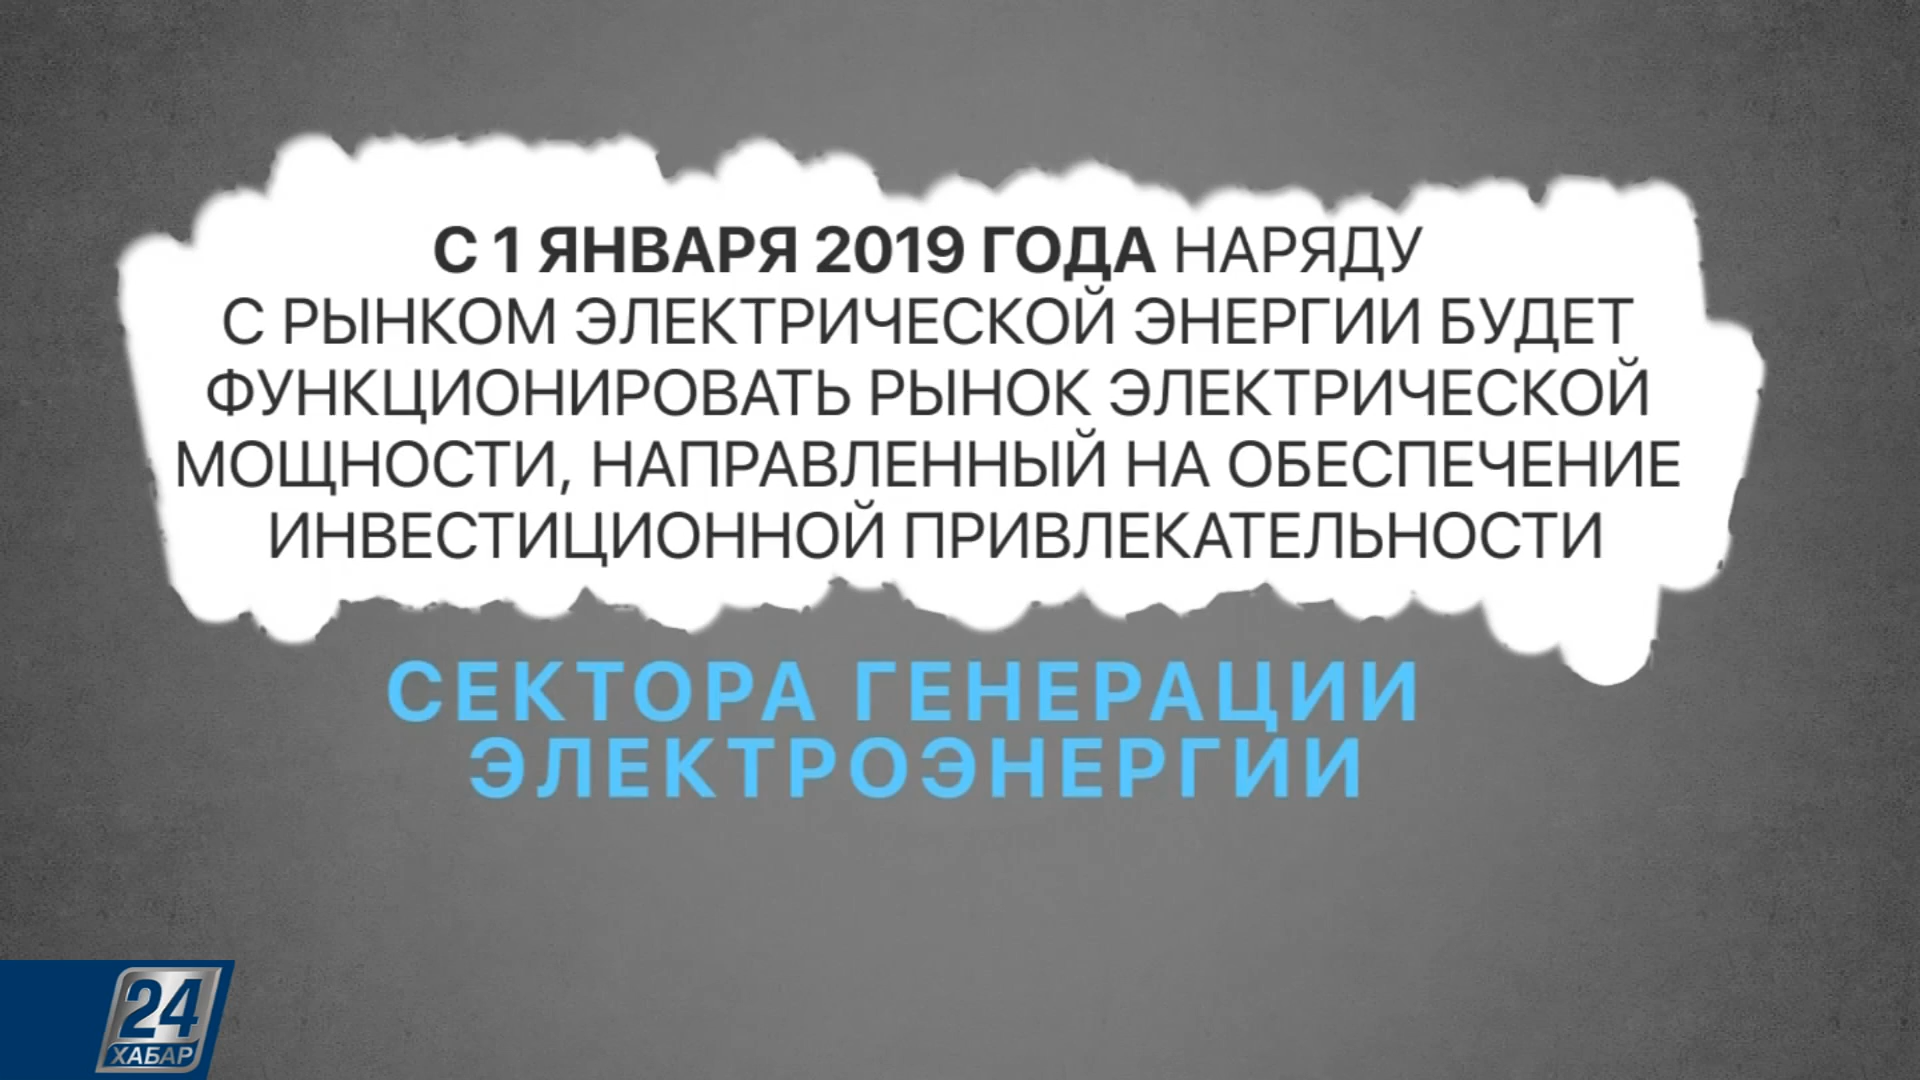 С 1 ЯНВАРЯ 2019 ГОДА НАРЯДУ
С РЫНКОМ ЭЛЕКТРИЧЕСКОЙ ЭНЕРГИИ БУДЕТ
ФУНКЦИОНИРОВАТЬ РЫНОК ЭЛЕКТРИЧЕСКОЙ
МОЩНОСТИ, НАПРАВЛЕННЫЙ НА ОБЕСПЕЧЕНИЕ
ИНВЕСТИЦИОННОЙ ПРИВЛЕКАТЕЛЬНОСТИ
СЕКТОРА ГЕНЕРАЦИИ
ЭЛЕКТРОЭНЕРГИИ
24
ХАБАР